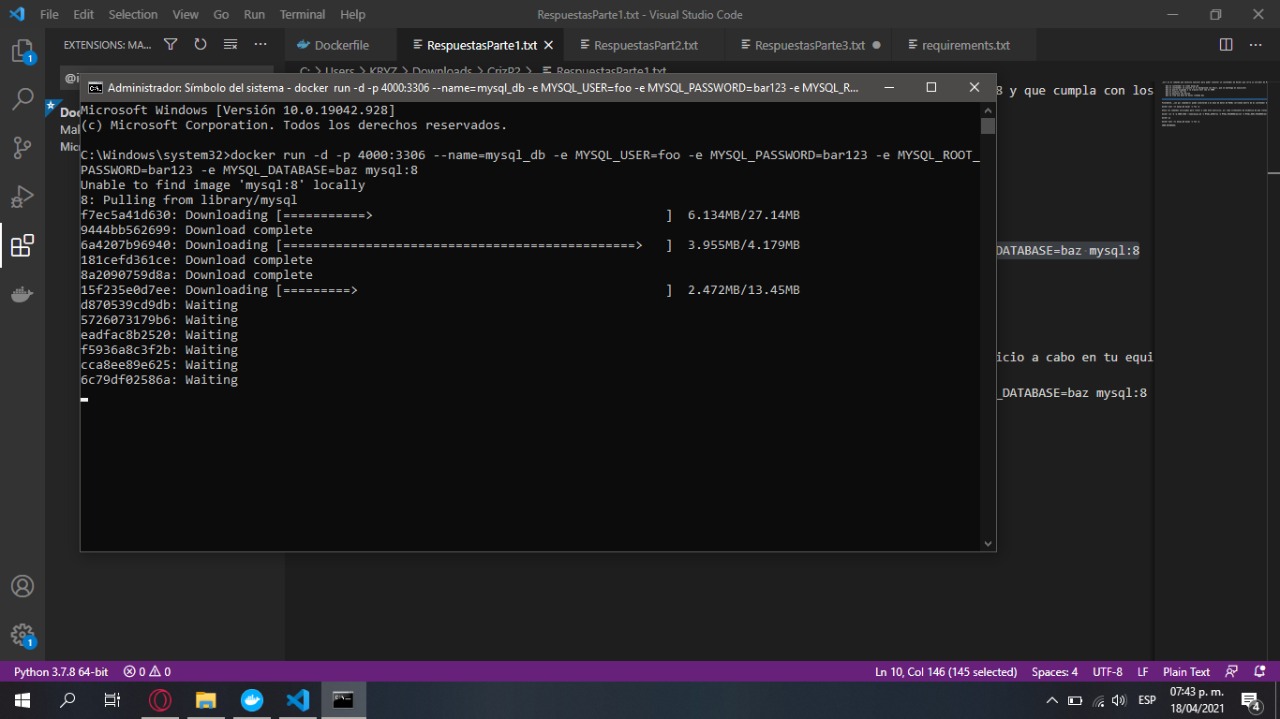 File Edit Selection View Go Run Terminal Help
RespuestasParte1.txt - Visual Studio Code
EXTENSIONS: MA...
Dockerfile
RespuestasParte1.txt
RespuestasPart2.txt
RespuestasParte3.txt
requirements.txt
1
C: > Users > KRYZ > Downloads > CrizP2 > RespuestasParte1.txt
@i
Administrador: Símbolo del sistema - docker run -d -p 4000:3306 --name=mysql_db -e MYSQL_USER=foo -e MYSQL_PASSWORD=bar123 -e MYSQL_R...
8 y que cumpla con los
Microsoft Windows [Versión 10.0.19042.928]
(c) Microsoft Corporation. Todos los derechos reservados.
C:\Windows\system32>docker run -d -p 4000:3306 --name=mysql_db -e MYSQL_USER=foo -e MYSQL_PASSWORD=bar123 -e MYSQL_ROOT_
PASSWORD=bar123 -e MYSQL_DATABASE=baz mysql:8
Unable to find image 'mysql:8' locally
8: Pulling from library/mysql
f7ec5a41d630: Downloading [===========>                                       ]  6.134MB/27.14MB
9444bb562699: Download complete
6a4207b96940: Downloading [===============================================>   ]  3.955MB/4.179MB
181cefd361ce: Download complete
8a2090759d8a: Download complete
15f235e0d7ee: Downloading [=========>                                         ]  2.472MB/13.45MB
d870539cd9db: Waiting
5726073179b6: Waiting
eadfac8b2520: Waiting
f5936a8c3f2b: Waiting
cca8ee89e625: Waiting
6c79df02586a: Waiting
Doc
Mak
Micr
DATABASE=baz mysql:8
icio a cabo en tu equi
_DATABASE=baz mysql:8
1
Python 3.7.8 64-bit
0 0
Ln 10, Col 146 (145 selected)
Spaces: 4
UTF-8
LF
Plain Text
ESP
07:43 p. m.
18/04/2021
4